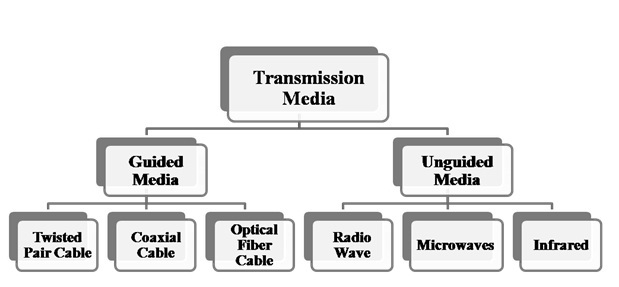 Transmission
Media
Guided
Media
Unguided
Media
Twisted
Pair Cable
Coaxial
Cable
Optical
Fiber
Cable
Radio
Wave
Microwaves
Infrared